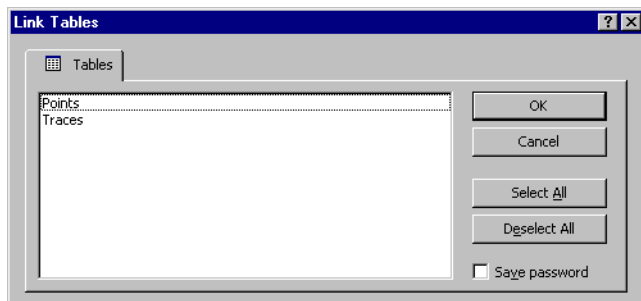 Link Tables
Tables
Points
Traces
OK
Cancel
Select All
Deselect All
Save password